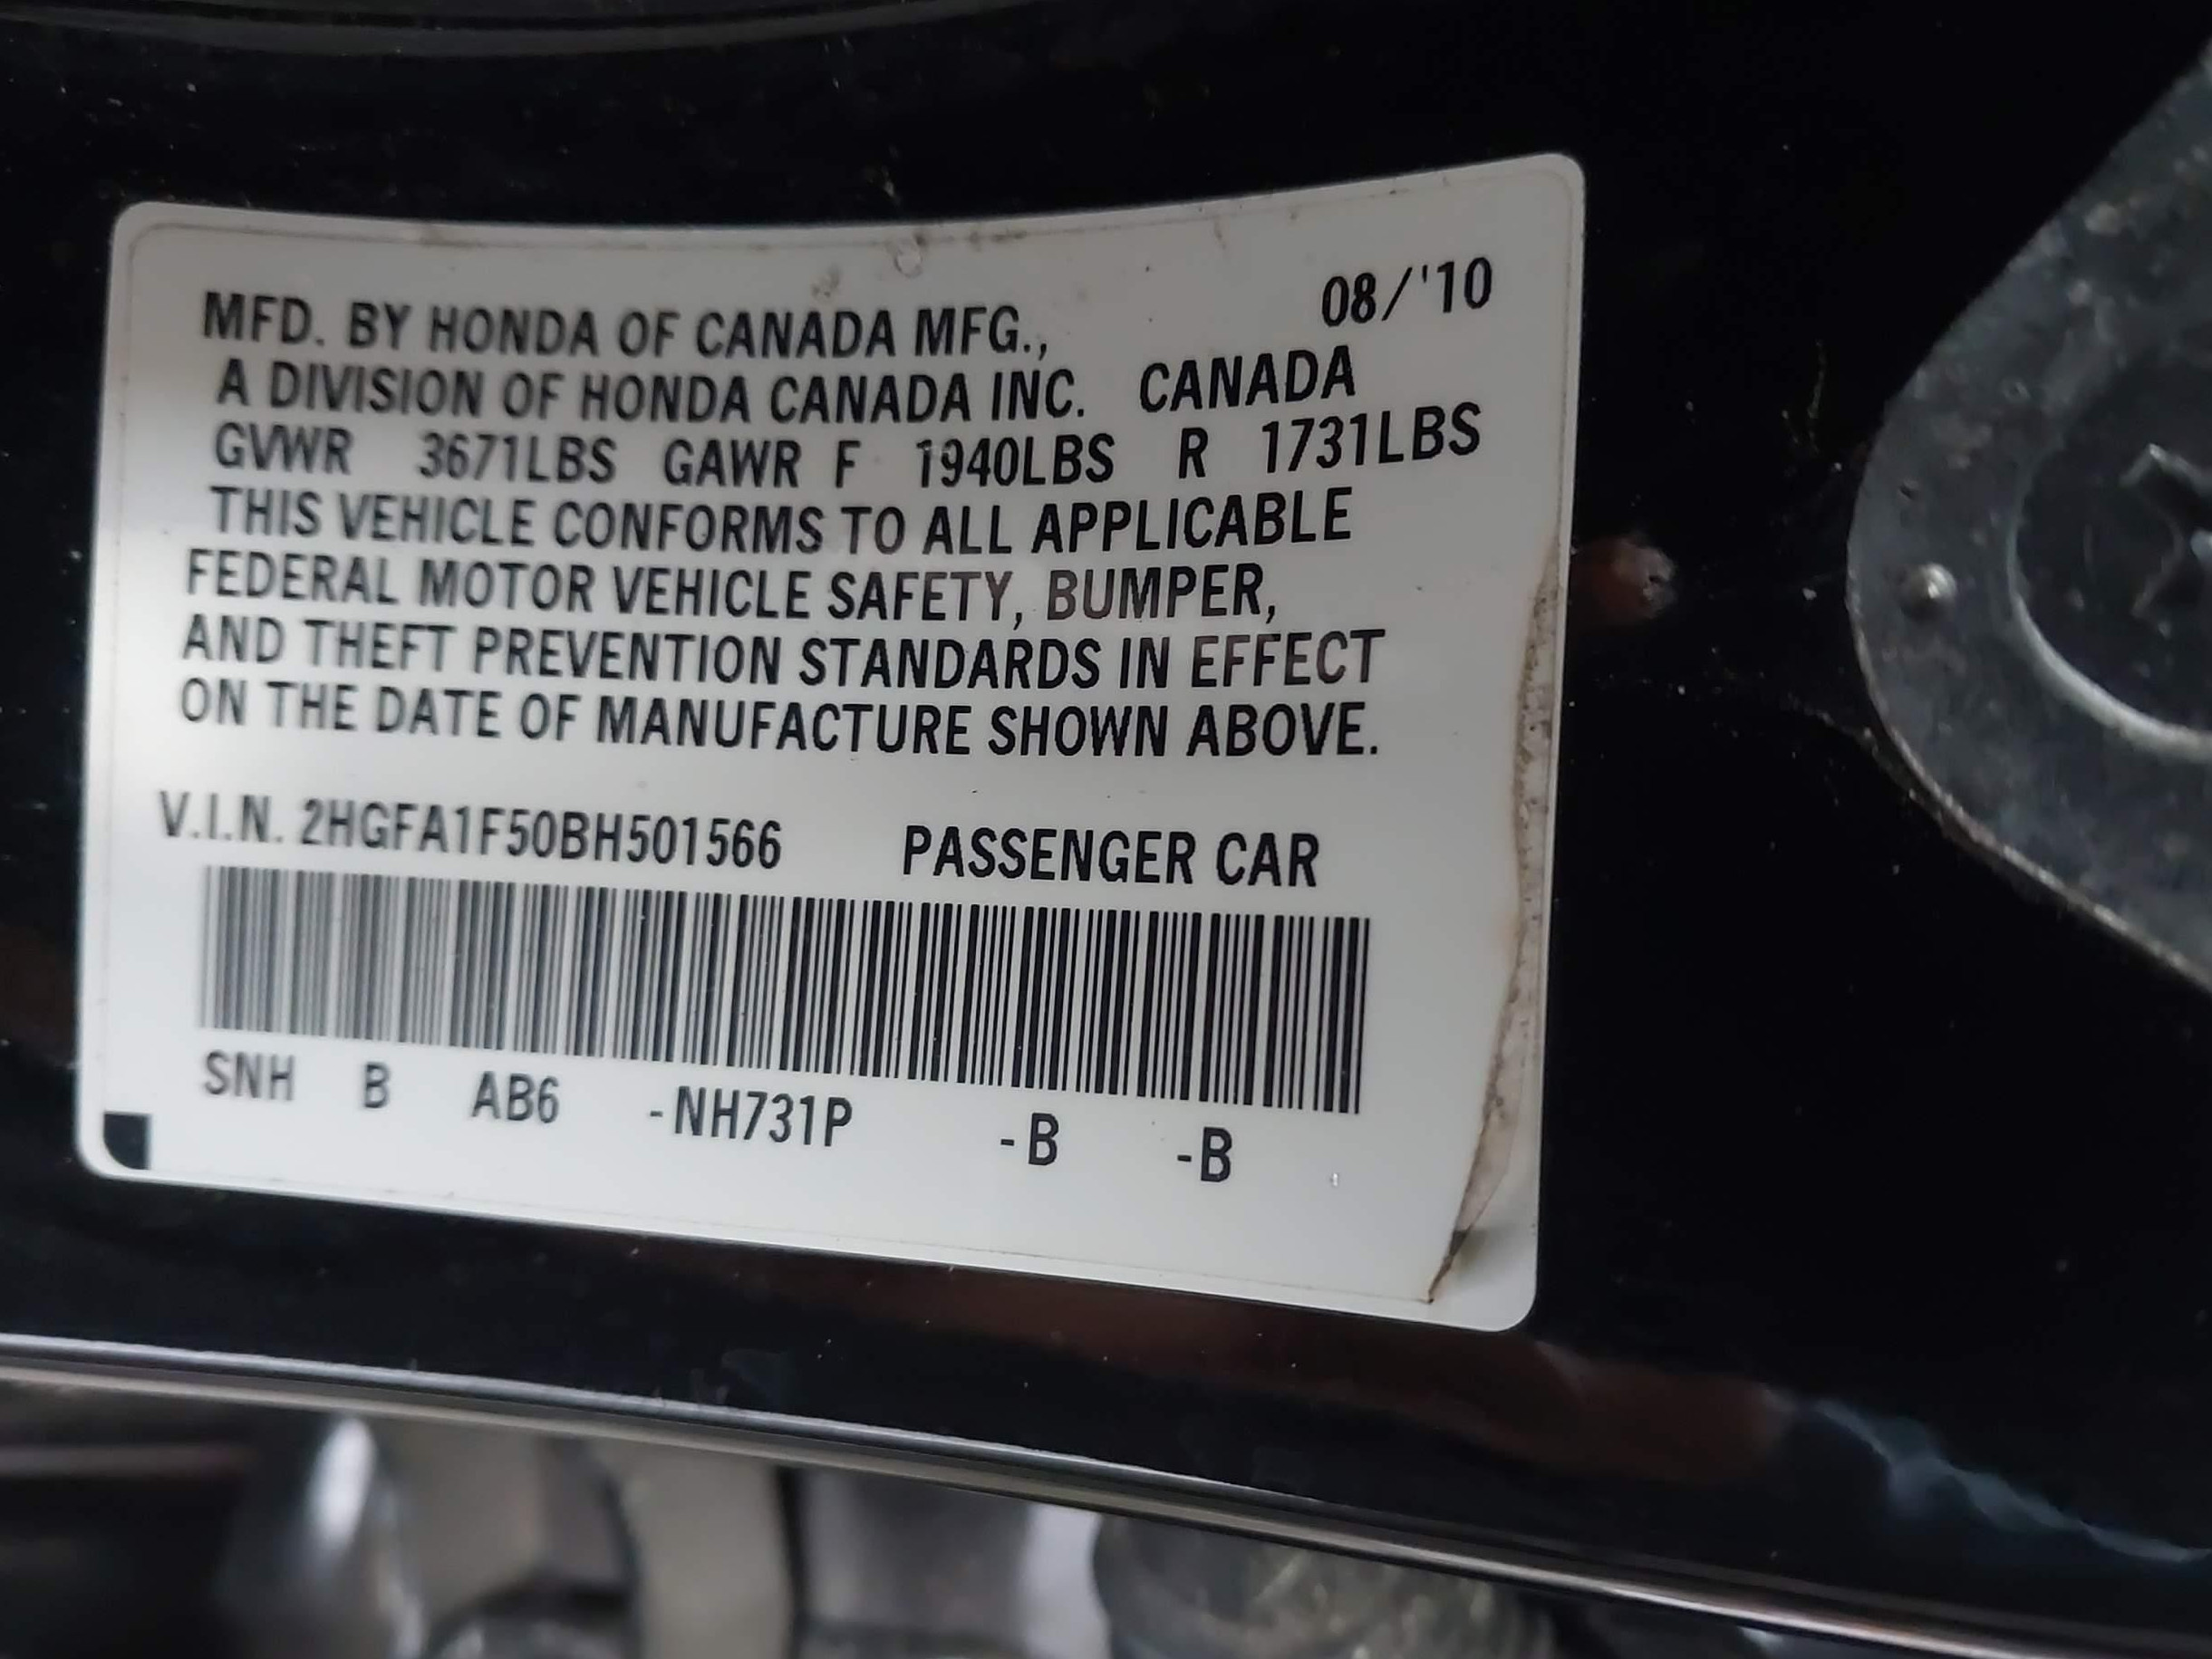 08/'10
MFD. BY HONDA OF CANADA MFG.,
A DIVISION OF HONDA CANADA INC. CANADA
GVWR 3671LBS GAWR F 1940LBS R 1731LBS
THIS VEHICLE CONFORMS TO ALL APPLICABLE
FEDERAL MOTOR VEHICLE SAFETY, BUMPER,
AND THEFT PREVENTION STANDARDS IN EFFECT
ON THE DATE OF MANUFACTURE SHOWN ABOVE.
V.I.N. 2HGFA1F50BH501566 PASSENGER CAR
SNH B AB6 -NH731P -B -B